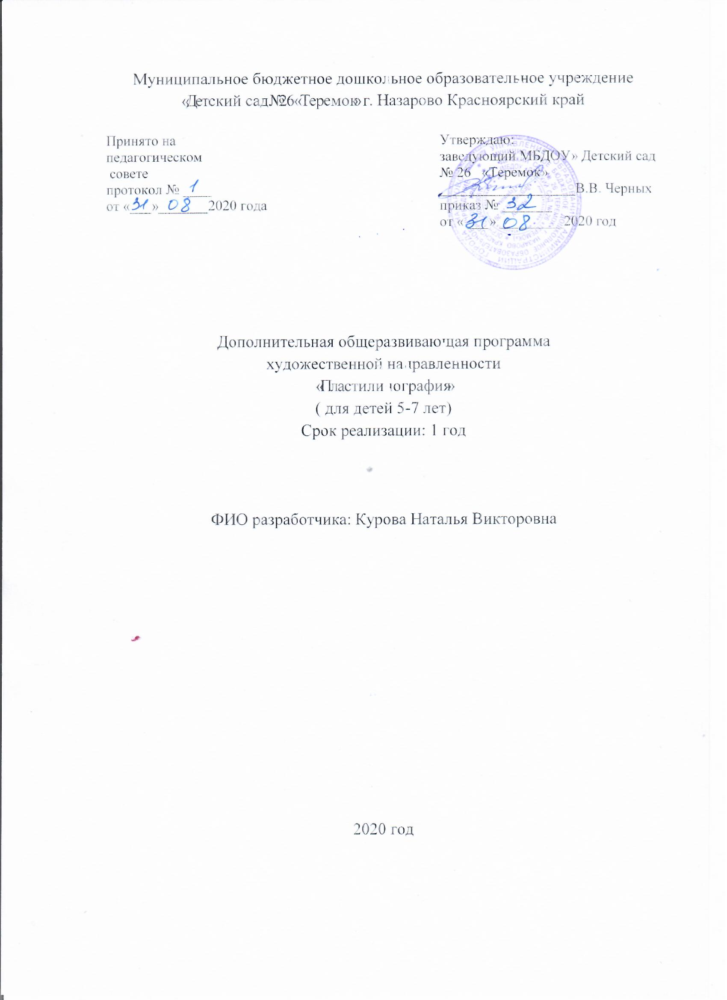 Муниципальное бюджетное дошкольное образовательное учреждение
«Детский сад№26«Теремок» г. Назарово Красноярский край
Принято на
педагогическом
совете
протокол № 1
от «31» 08 2020 года
Утверждаю:
заведующий МБДОУ» Детский сад
№ 26 «Теремок»
В.В. Черных
приказ № 32
от «31» 08 2020 год
Дополнительная общеразвивающая программа
художественной направленности
«Пластилинография»
( для детей 5-7 лет)
Срок реализации: 1 год
ФИО разработчика: Курова Наталья Викторовна
2020 год